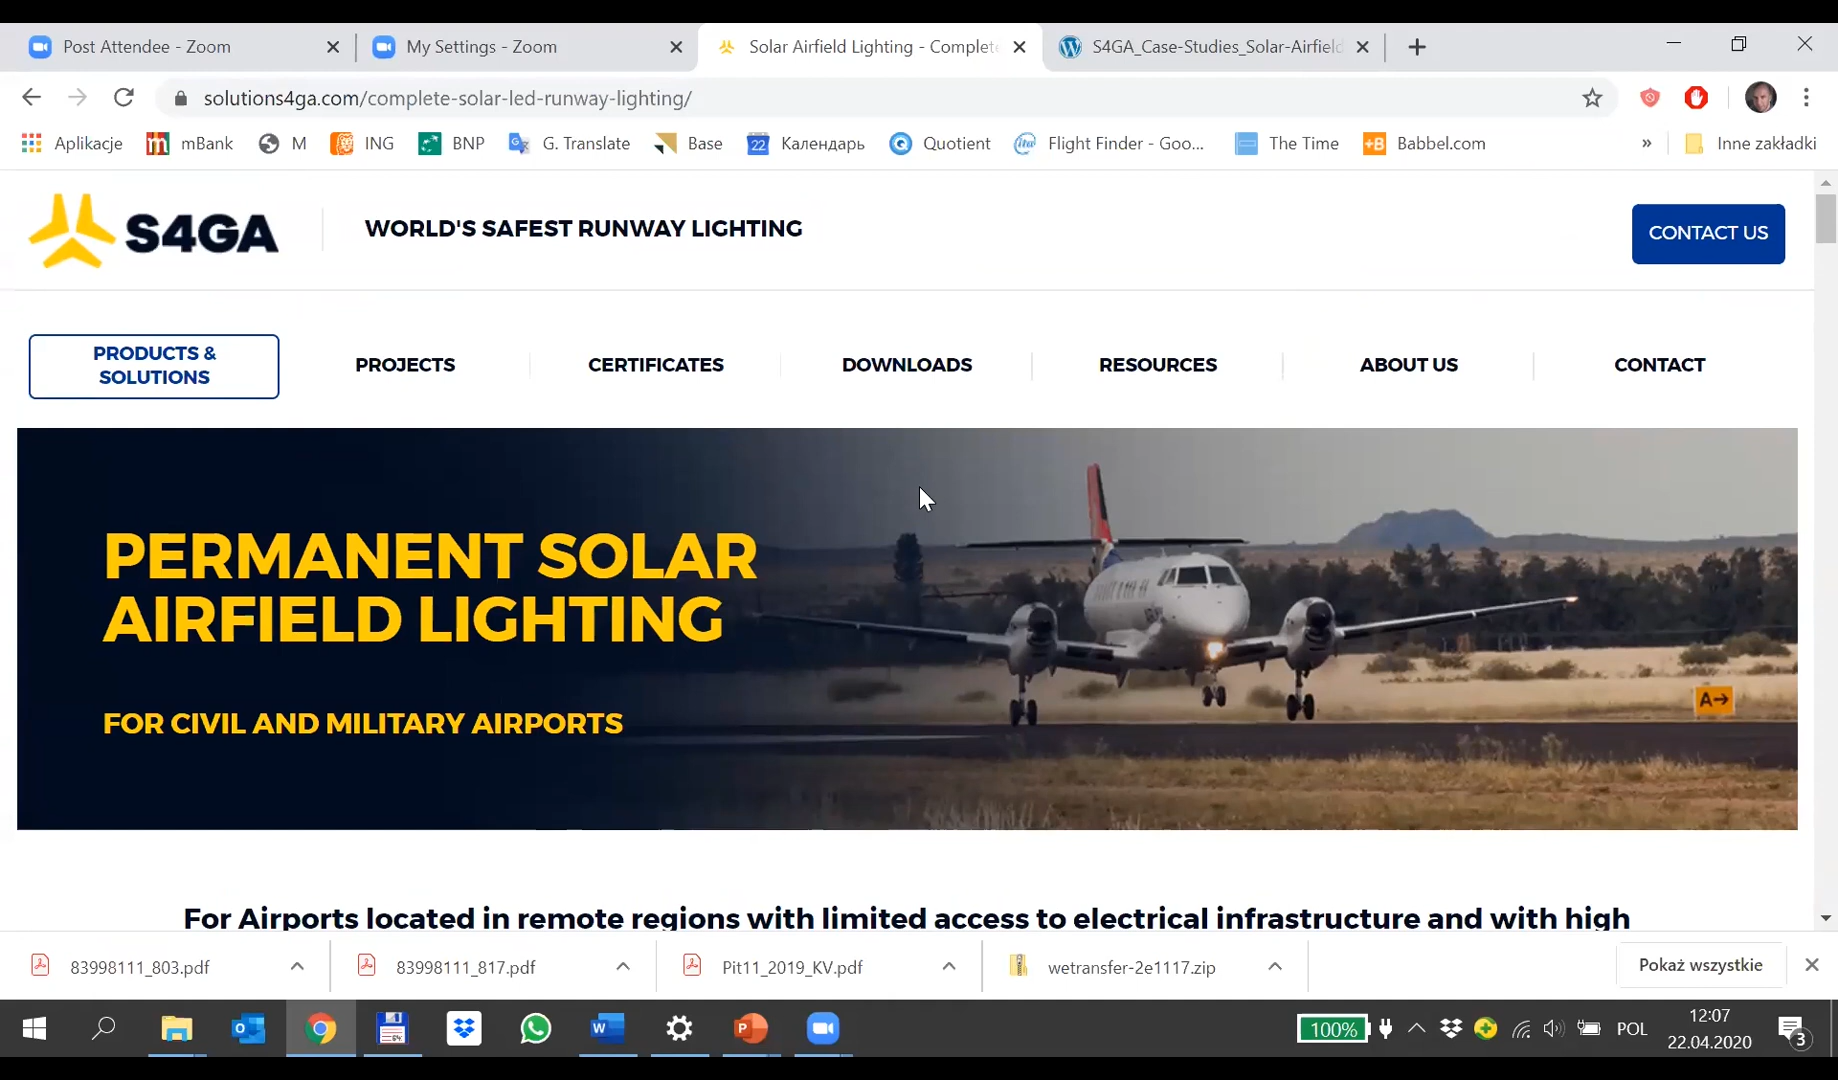 Post Attendee - Zoom
My Settings - Zoom
Solar Airfield Lighting - Complete
S4GA_Case-Studies_Solar-Airfield
solutions4ga.com/complete-solar-led-runway-lighting/
Aplikacje
mBank
M
ING
BNP
G. Translate
Base
22
Календарь
Quotient
Flight Finder - Goo...
The Time
+B
Babbel.com
»
Inne zakładki
S4GA
WORLD'S SAFEST RUNWAY LIGHTING
CONTACT US
PRODUCTS &
SOLUTIONS
PROJECTS
CERTIFICATES
DOWNLOADS
RESOURCES
ABOUT US
CONTACT
PERMANENT SOLAR
AIRFIELD LIGHTING
FOR CIVIL AND MILITARY AIRPORTS
A→
For Airports located in remote regions with limited access to electrical infrastructure and with high
83998111_803.pdf
83998111_817.pdf
Pit11_2019_KV.pdf
wetransfer-2e1117.zip
Pokaż wszystkie
100%
POL
12:07
22.04.2020
3